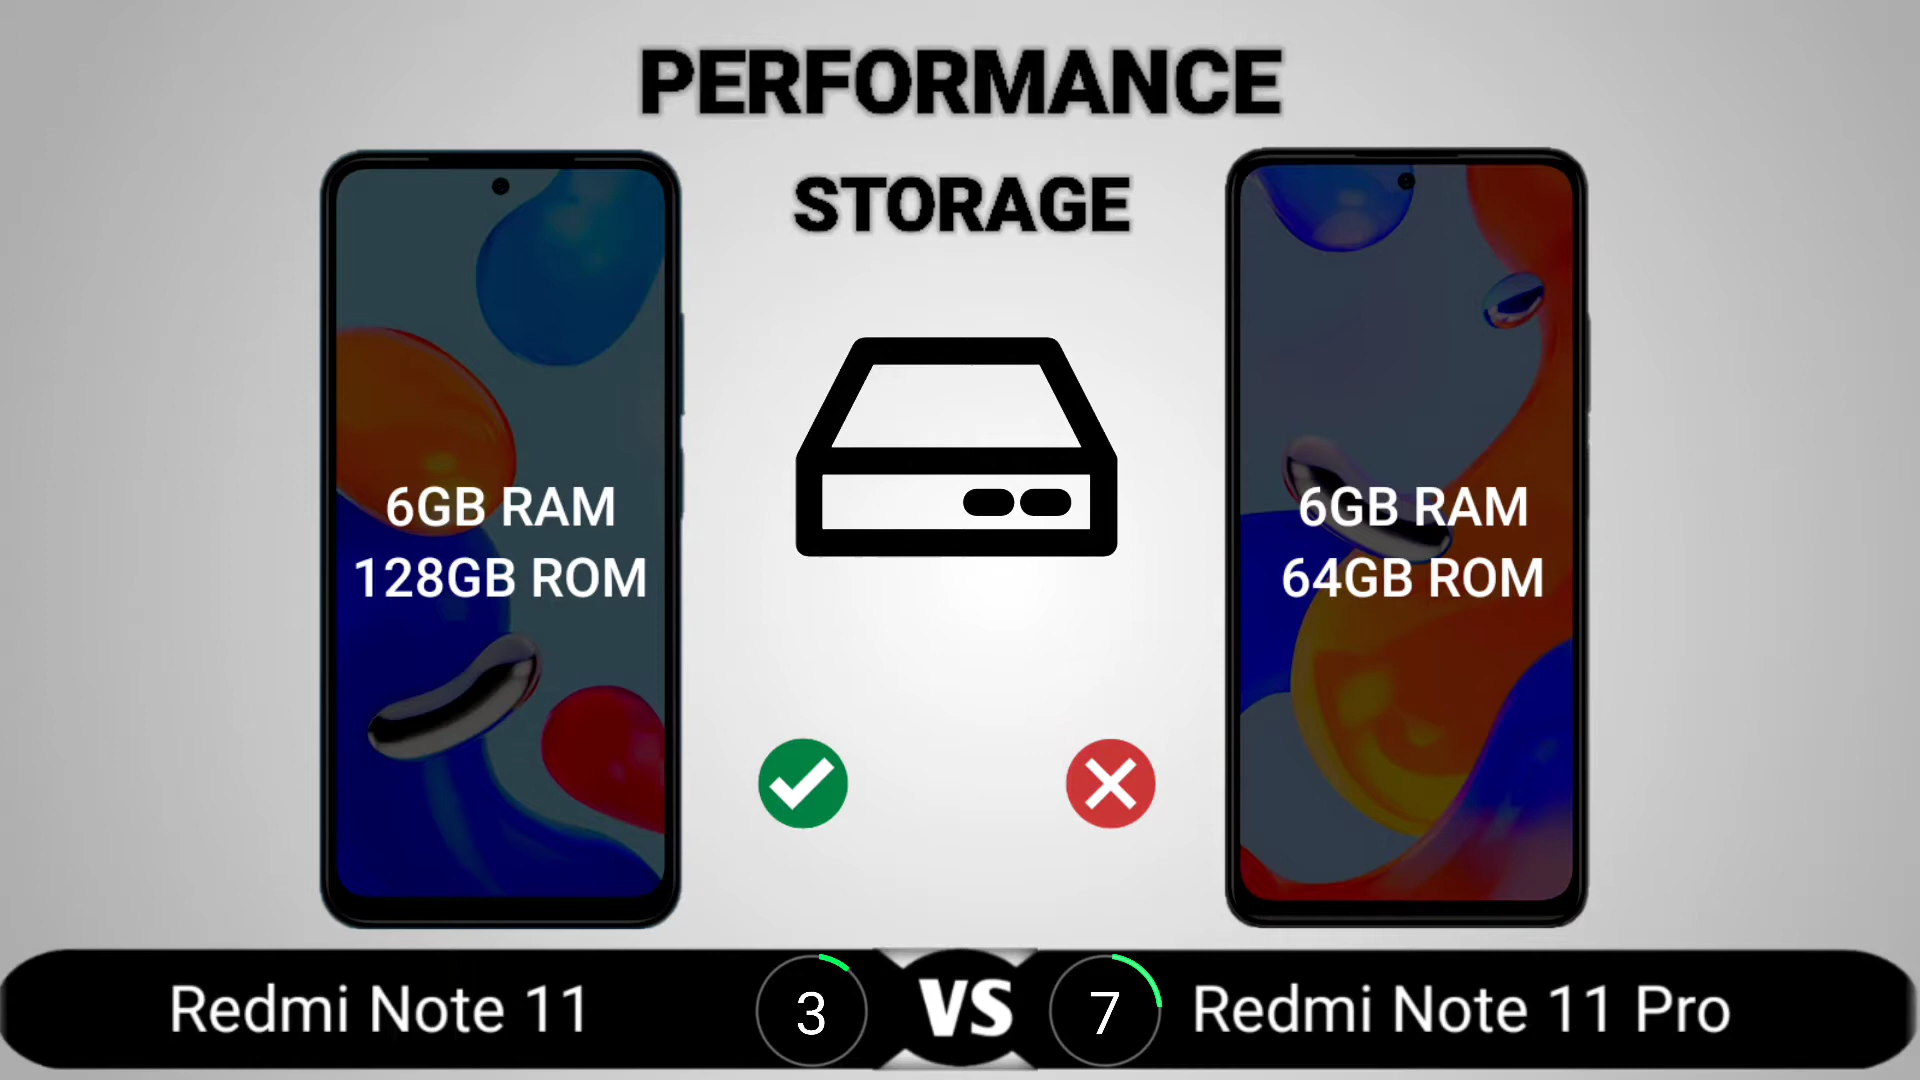 PERFORMANCE
STORAGE
6GB RAM
128GB ROM
6GB RAM
64GB ROM
Redmi Note 11
3
VS
7
Redmi Note 11 Pro